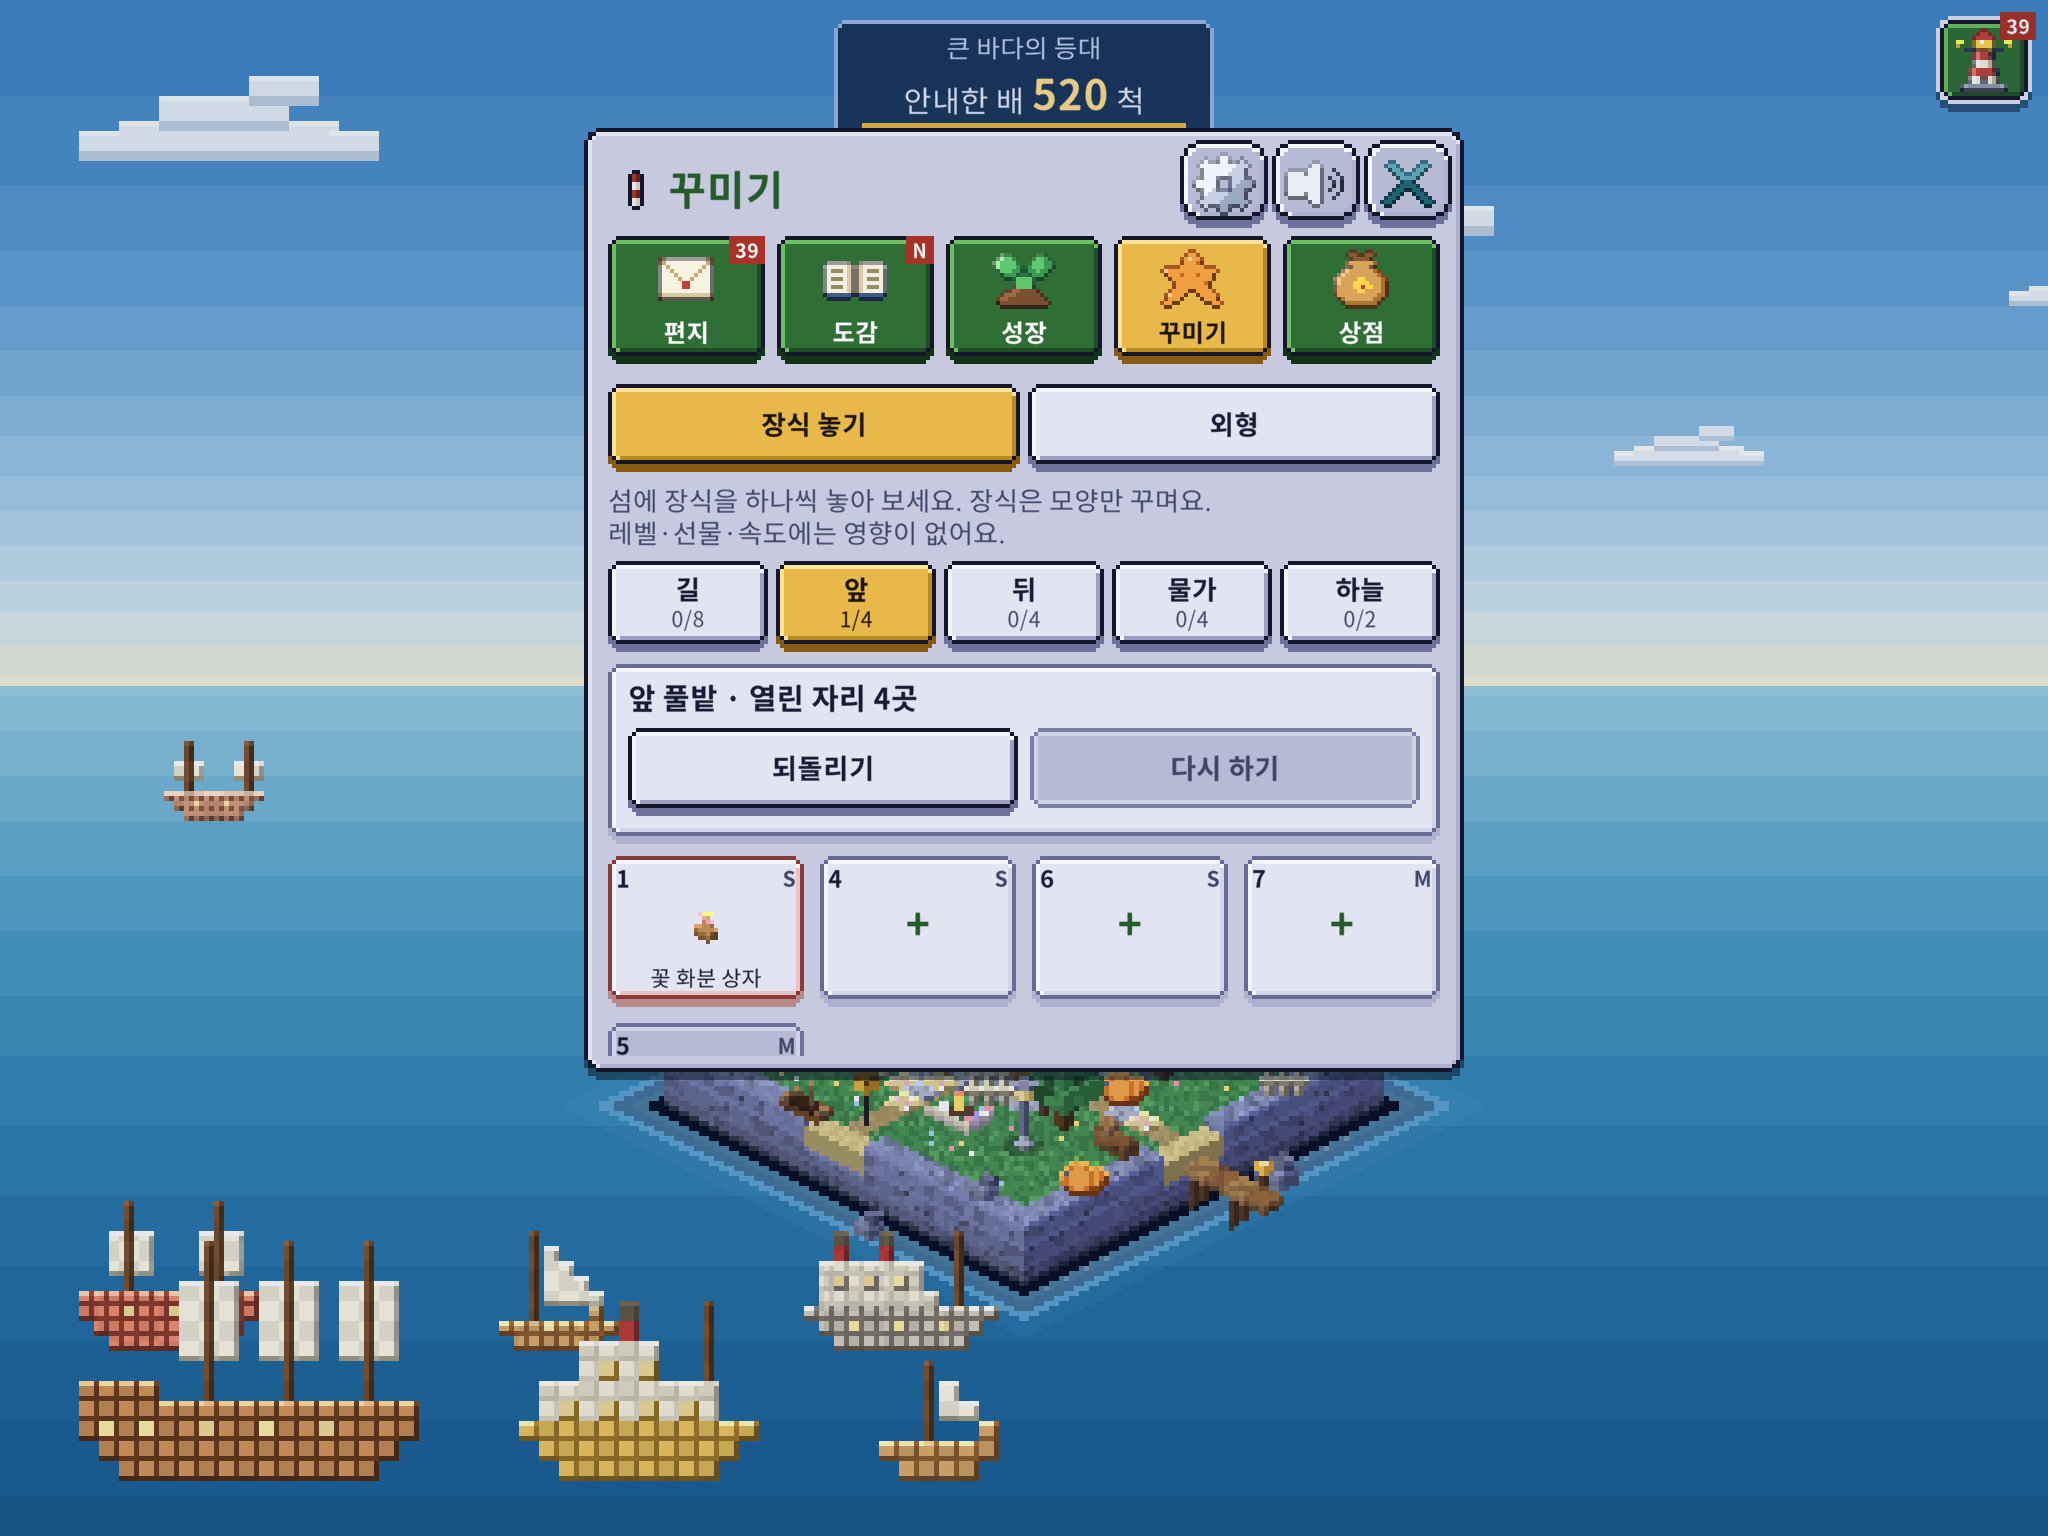 큰 바다의 등대
안내한 배 520 척
39
꾸미기
39
N
편지
도감
성장
꾸미기
상점
장식 놓기
외형
섬에 장식을 하나씩 놓아 보세요. 장식은 모양만 꾸며요.
레벨·선물·속도에는 영향이 없어요.
길
앞
뒤
물가
하늘
0/8
1/4
0/4
0/4
0/2
앞 풀밭 · 열린 자리 4곳
되돌리기
다시 하기
1 S
4 S
6 S
7 M
+
+
+
꽃 화분 상자
5 M